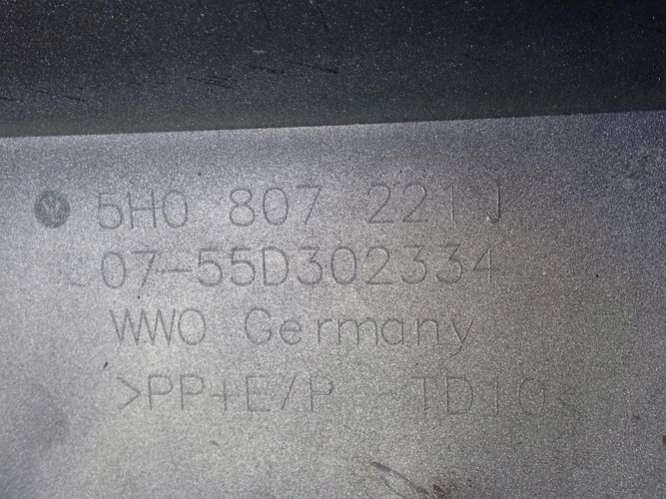 5H0 807 221 J
07-55D302334
WWO Germany
>PP+E/P - TD10<